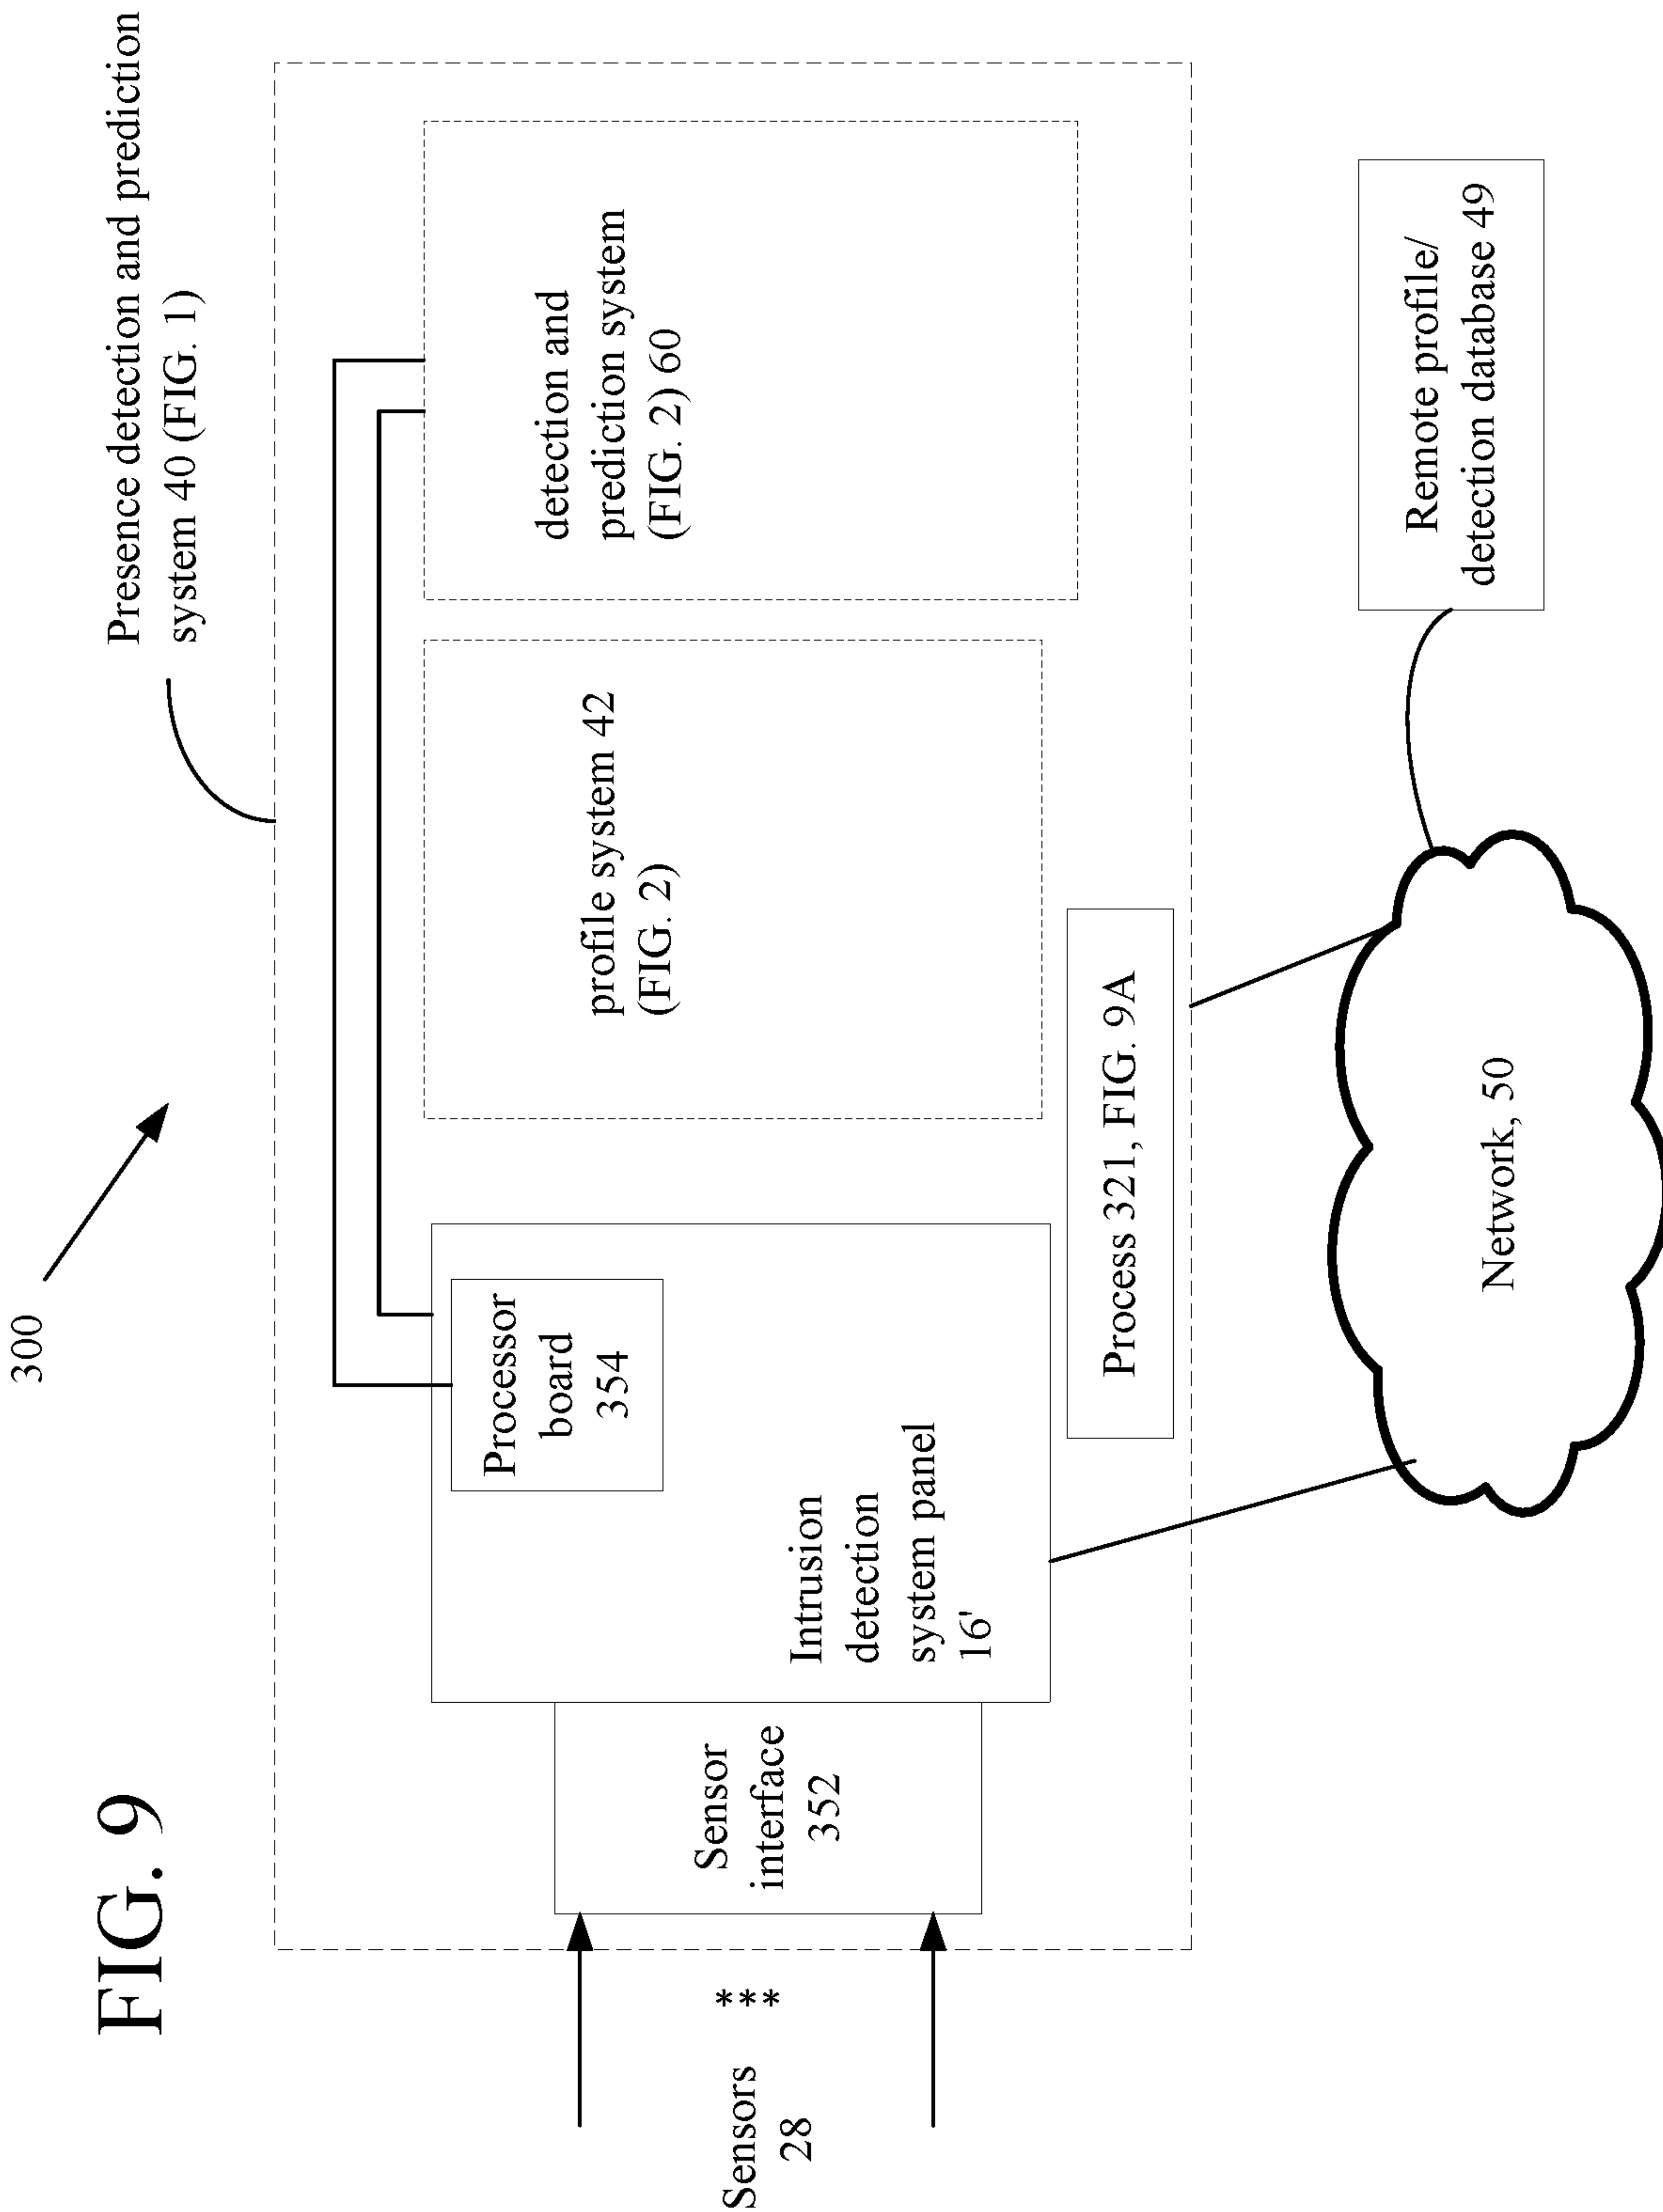 FIG. 9
300
Presence detection and prediction
system 40 (FIG. 1)
Sensors
28
***
Sensor
interface
352
Processor
board
354
Intrusion
detection
system panel
16'
profile system 42
(FIG. 2)
detection and
prediction system
(FIG. 2) 60
Process 321, FIG. 9A
Network, 50
Remote profile/
detection database 49